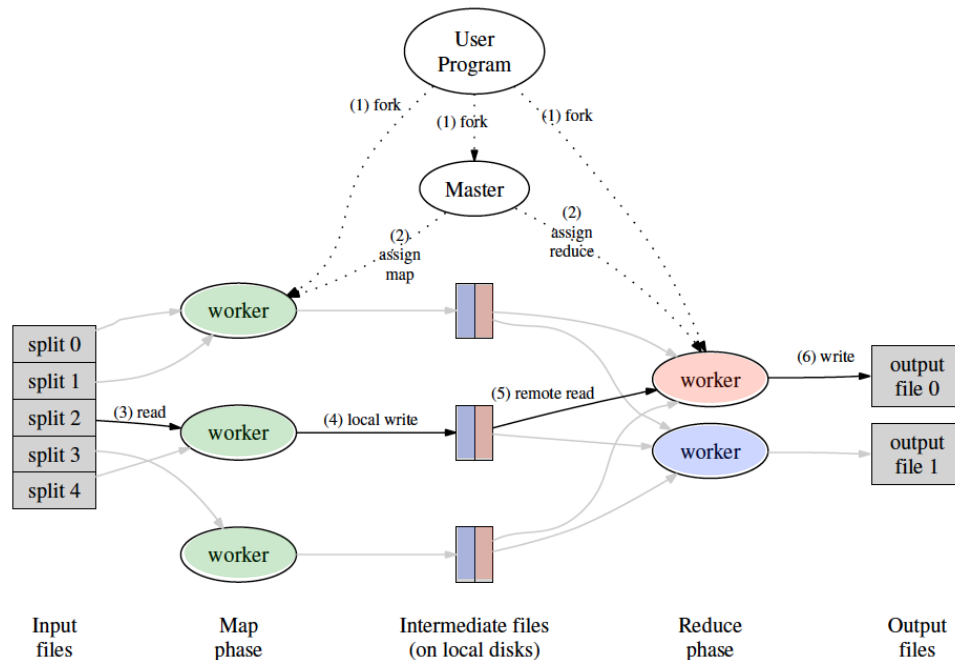 User
Program
(1) fork
(1) fork
(1) fork
Master
(2)
assign
map
(2)
assign
reduce
worker
split 0
split 1
split 2
split 3
split 4
(3) read
worker
(4) local write
(5) remote read
worker
(6) write
output
file 0
worker
output
file 1
worker
Input
files
Map
phase
Intermediate files
(on local disks)
Reduce
phase
Output
files